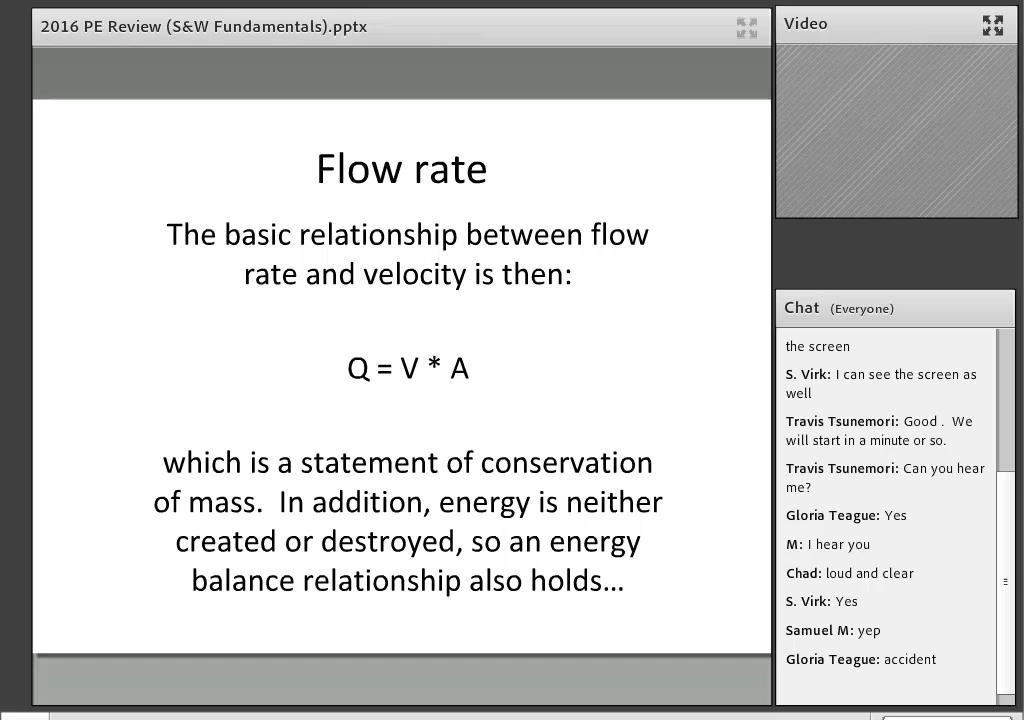 2016 PE Review (S&W Fundamentals).pptx
Flow rate
The basic relationship between flow
rate and velocity is then:
Q = V * A
which is a statement of conservation
of mass.  In addition, energy is neither
created or destroyed, so an energy
balance relationship also holds...
Video
Chat (Everyone)
the screen
S. Virk: I can see the screen as
well
Travis Tsunemori: Good .  We
will start in a minute or so.
Travis Tsunemori: Can you hear
me?
Gloria Teague: Yes
M: I hear you
Chad: loud and clear
S. Virk: Yes
Samuel M: yep
Gloria Teague: accident